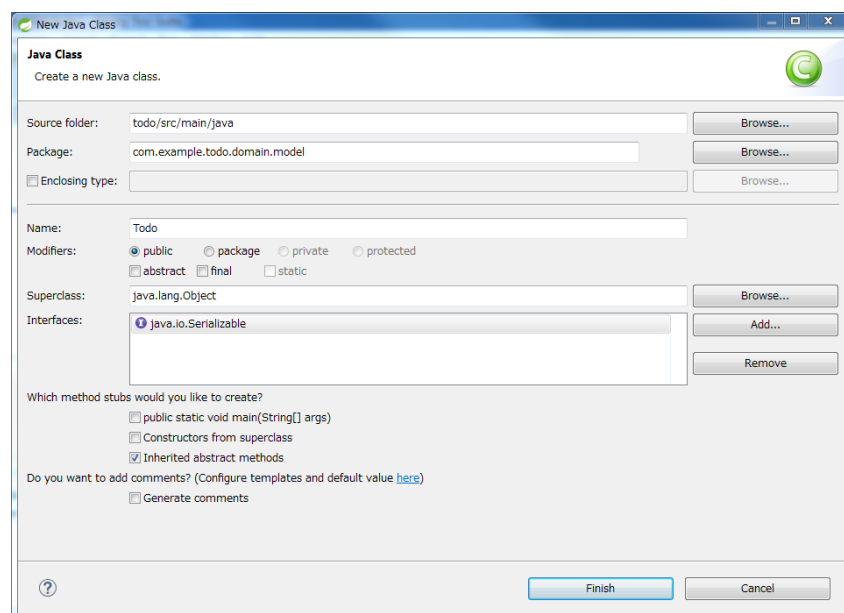 New Java Class
Java Class
Create a new Java class.
Source folder: todo/src/main/java Browse...
Package: com.example.todo.domain.model Browse...
Enclosing type: Browse...
Name: Todo
Modifiers: public package private protected
abstract final static
Superclass: java.lang.Object Browse...
Interfaces: java.io.Serializable Add...
Remove
Which method stubs would you like to create?
public static void main(String[] args)
Constructors from superclass
Inherited abstract methods
Do you want to add comments? (Configure templates and default value here)
Generate comments
Finish Cancel